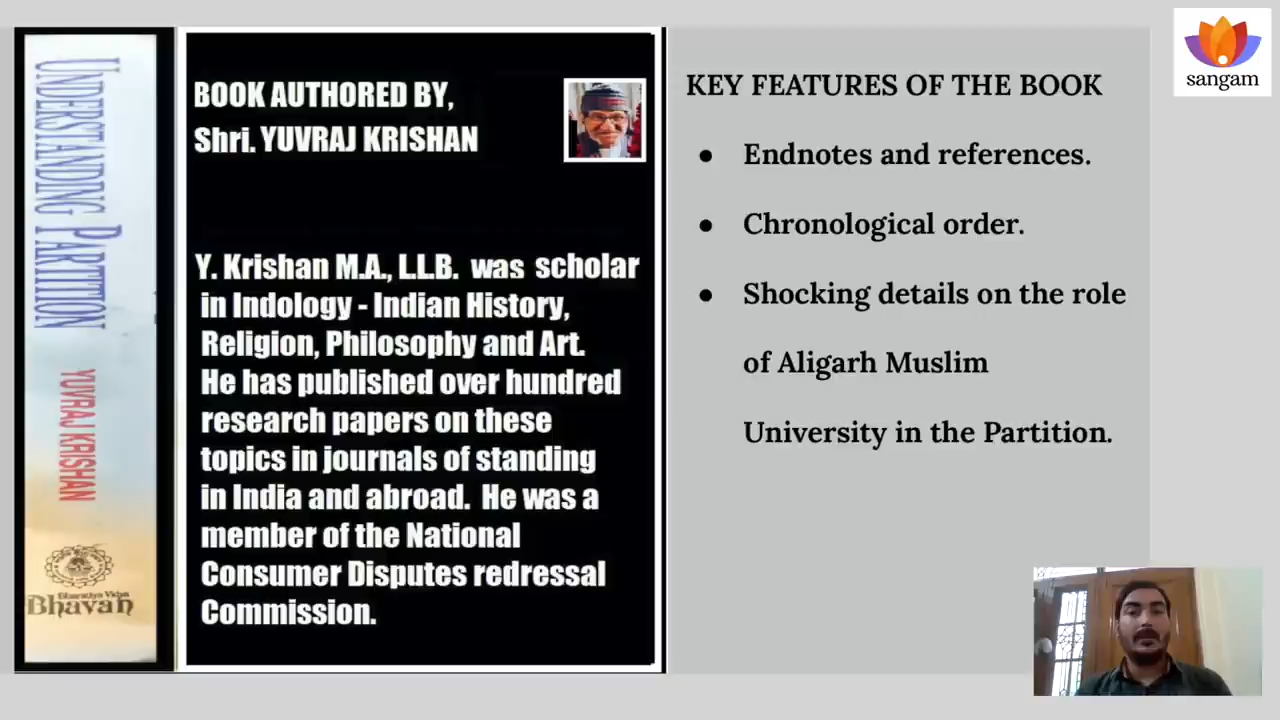 UNDERSTANDING PARTITION
YUVRAJ KRISHAN
Bharatiya Vidya
Bhavan
BOOK AUTHORED BY,
Shri. YUVRAJ KRISHAN
Y. Krishan M.A., L.L.B. was scholar
in Indology - Indian History,
Religion, Philosophy and Art.
He has published over hundred
research papers on these
topics in journals of standing
in India and abroad. He was a
member of the National
Consumer Disputes redressal
Commission.
KEY FEATURES OF THE BOOK
● Endnotes and references.
● Chronological order.
● Shocking details on the role
of Aligarh Muslim
University in the Partition.
sangam